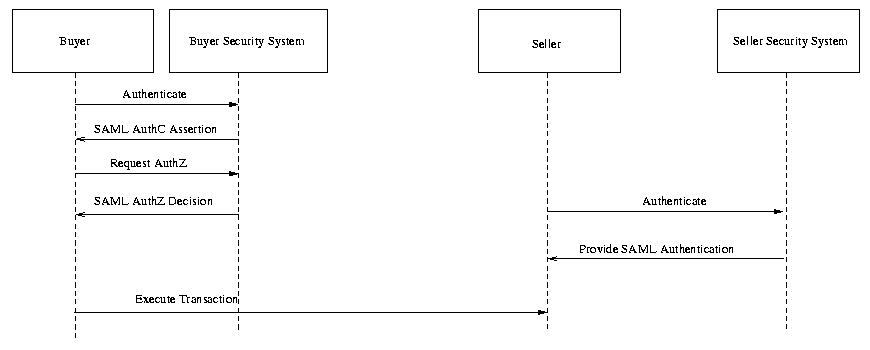 Buyer
Buyer Security System
Seller
Seller Security System
Authenticate
SAML AuthC Assertion
Request AuthZ
SAML AuthZ Decision
Authenticate
Provide SAML Authentication
Execute Transaction